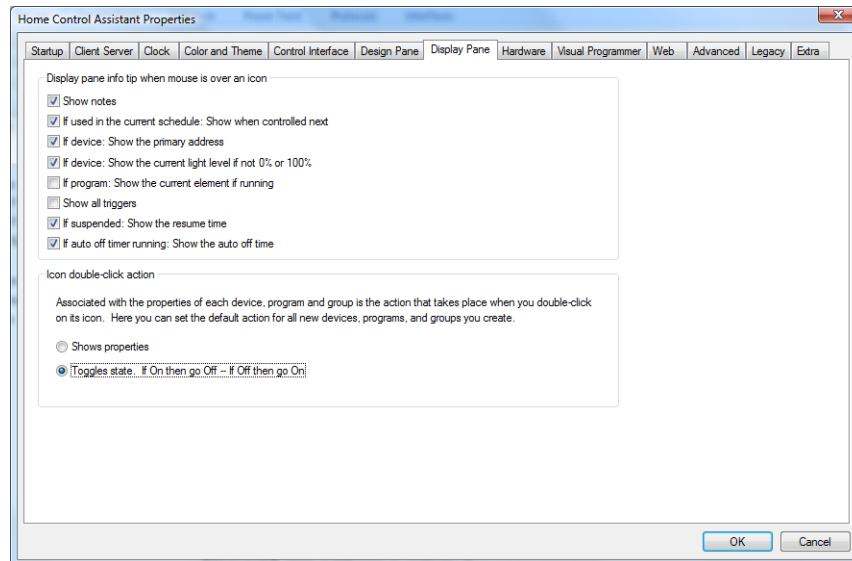 Home Control Assistant Properties
X
Startup Client Server Clock Color and Theme Control Interface Design Pane Display Pane Hardware Visual Programmer Web Advanced Legacy Extra
Display pane info tip when mouse is over an icon
Show notes
If used in the current schedule: Show when controlled next
If device: Show the primary address
If device: Show the current light level if not 0% or 100%
If program: Show the current element if running
Show all triggers
If suspended: Show the resume time
If auto off timer running: Show the auto off time
Icon double-click action
Associated with the properties of each device, program and group is the action that takes place when you double-click
on its icon. Here you can set the default action for all new devices, programs, and groups you create.
Shows properties
Toggles state. If On then go Off -- If Off then go On
OK Cancel